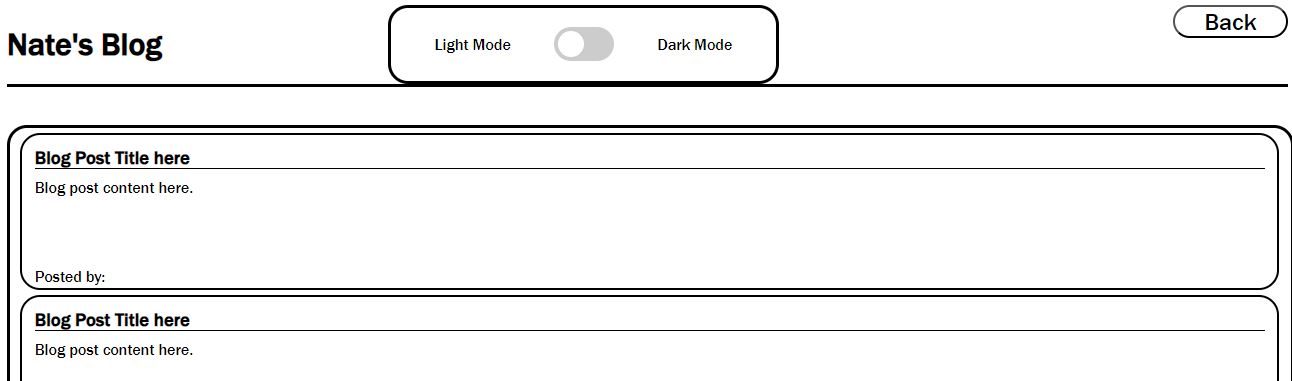 Nate's Blog
Light Mode
Dark Mode
Back
Blog Post Title here
Blog post content here.
Posted by:
Blog Post Title here
Blog post content here.